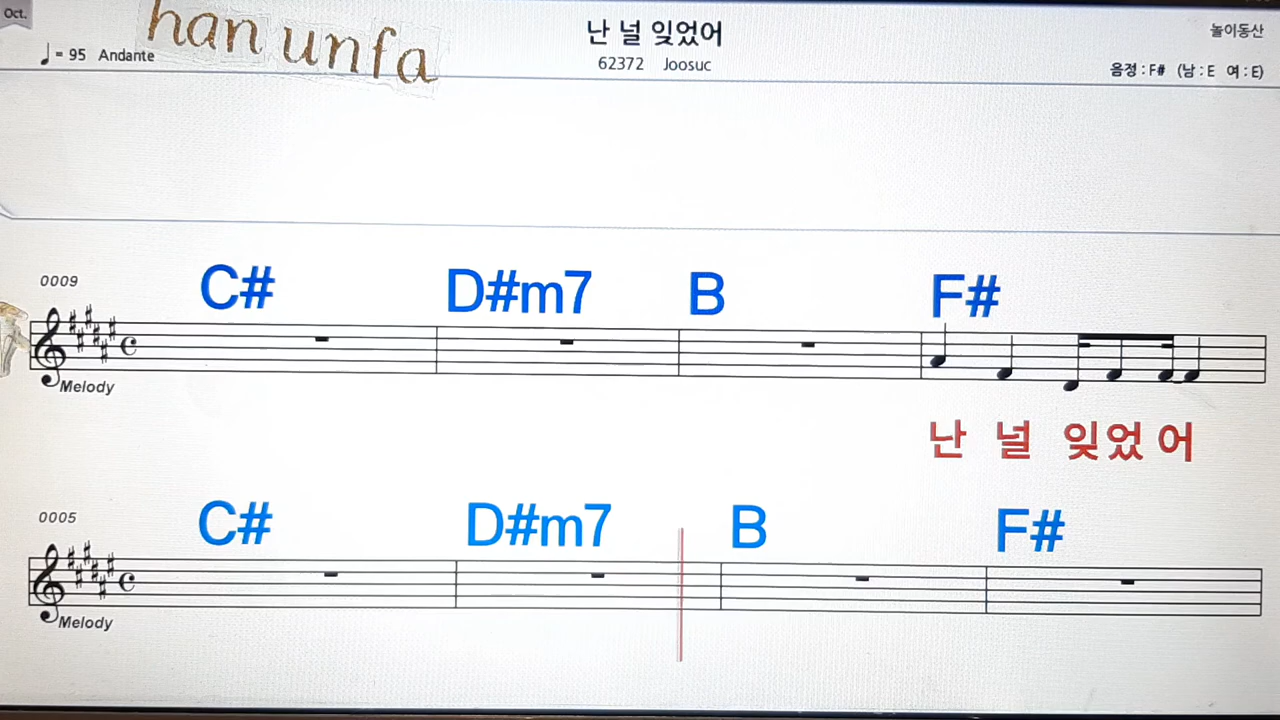 Oct.
han unfa
난 널 잊었어
놀이동산
= 95 Andante
62372 Joosuc
음정 : F# (남 : E 여 : E)
0009
C# D#m7 B F#
Melody
난 널 잊었어
0005
C# D#m7 B F#
Melody